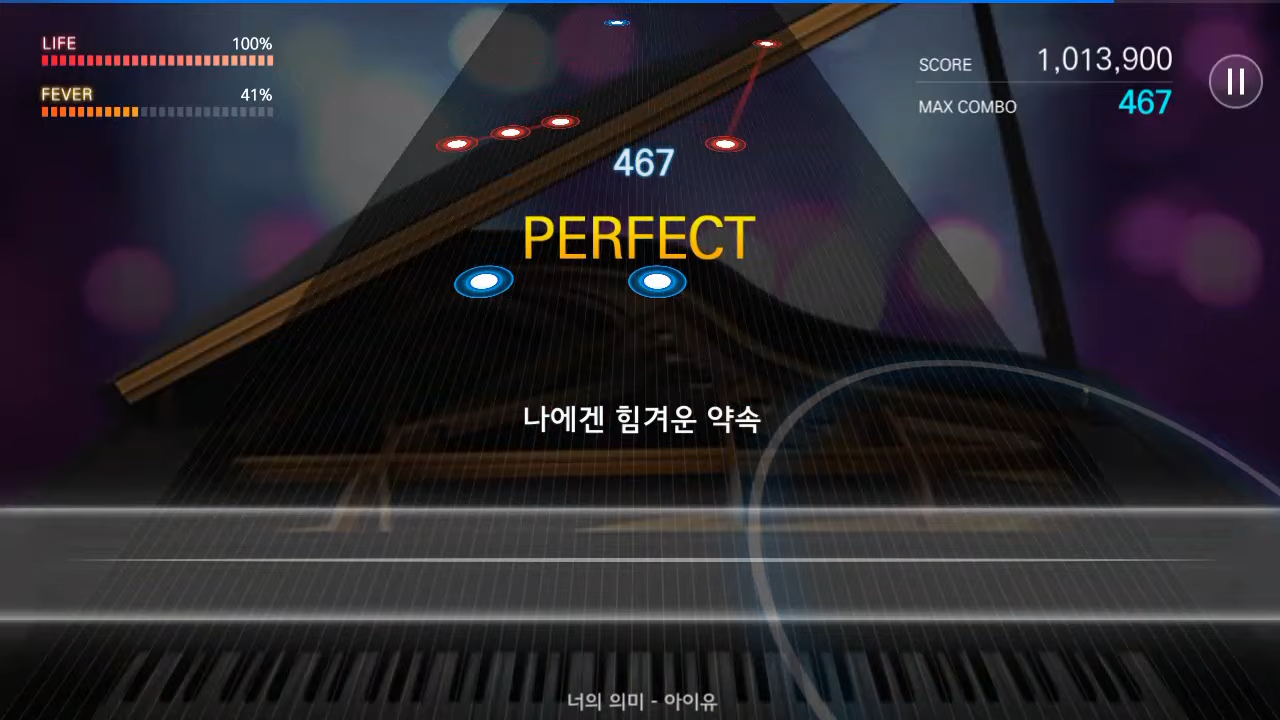 LIFE 100%
FEVER 41%
SCORE 1,013,900
MAX COMBO 467
467
PERFECT
나에겐 힘겨운 약속
너의 의미 - 아이유